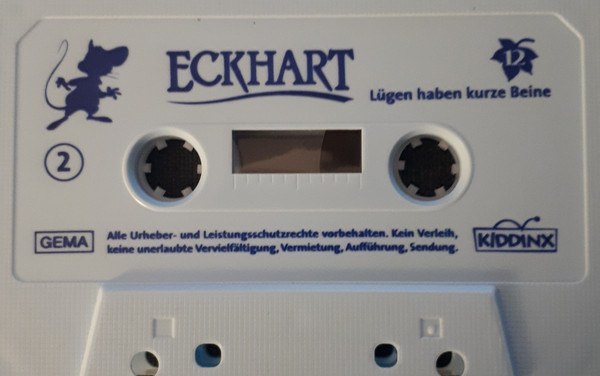 ECKHART
12
Lügen haben kurze Beine
2
GEMA
Alle Urheber- und Leistungsschutzrechte vorbehalten. Kein Verleih,
keine unerlaubte Vervielfältigung, Vermietung, Aufführung, Sendung.
KIDDINX